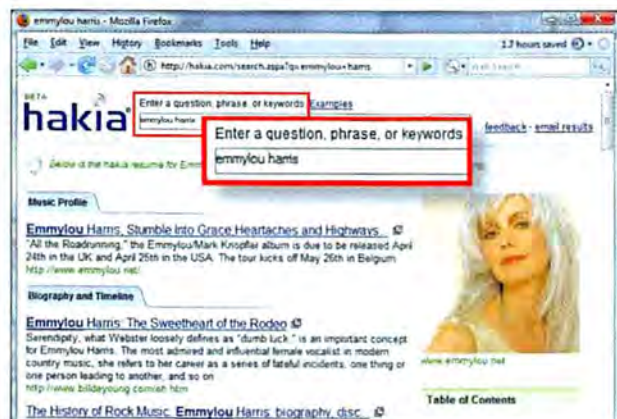 emmylou harris - Mozilla Firefox
File Edit View History Bookmarks Tools Help
1.7 hours saved
http://hakia.com/search.aspx?q=emmylou+harris
BETA
hakia
Enter a question, phrase, or keywords Examples
emmylou harris
Enter a question, phrase, or keywords
emmylou harris
feedback - email results
Below is the hakia resume for
Music Profile
Emmylou Harris, Stumble Into Grace,Heartaches and Highways...
"All the Roadrunning," the Emmylou/Mark Knopfler album is due to be released April
24th in the UK and April 25th in the USA. The tour kicks off May 26th in Belgium
http://www.emmylou.net/
Biography and Timeline
Emmylou Harris: The Sweetheart of the Rodeo
Serendipity, what Webster loosely defines as "dumb luck," is an important concept
for Emmylou Harris. The most admired and influential female vocalist in modern
country music, she refers to her career as a series of fateful incidents, one thing or
one person leading to another, and so on
http://www.billdeyoung.com/eh.htm
The History of Rock Music. Emmylou Harris: biography, disc...
www.emmylou.net
Table of Contents